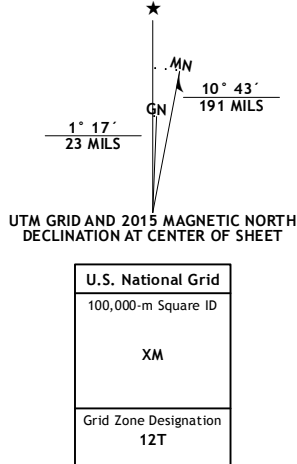 ★
MN
10° 43´
191 MILS
GN
1° 17´
23 MILS
UTM GRID AND 2015 MAGNETIC NORTH
DECLINATION AT CENTER OF SHEET
U.S. National Grid
100,000-m Square ID
XM
Grid Zone Designation
12T